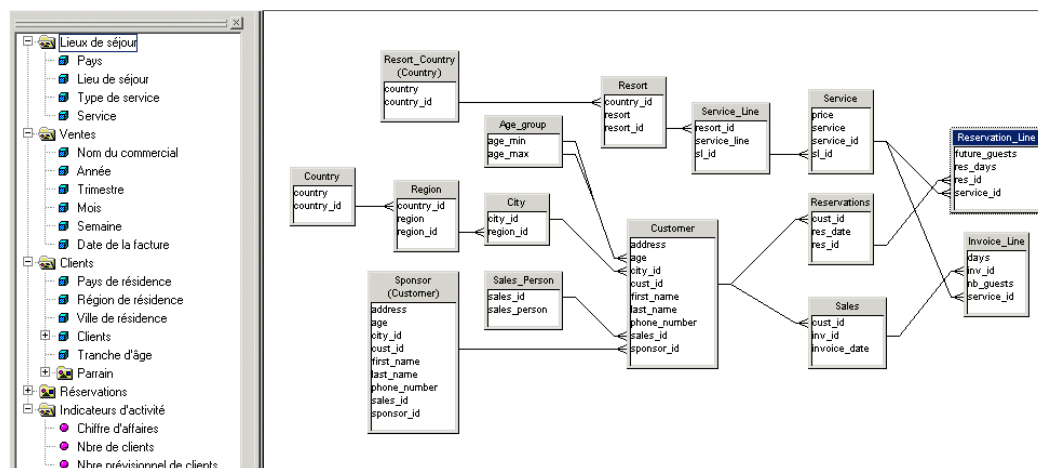 Lieux de séjour
Pays
Lieu de séjour
Type de service
Service
Ventes
Nom du commercial
Année
Trimestre
Mois
Semaine
Date de la facture
Clients
Pays de résidence
Région de résidence
Ville de résidence
Clients
Tranche d'âge
Parrain
Réservations
Indicateurs d'activité
Chiffre d'affaires
Nbre de clients
Nbre prévisionnel de clients
Resort_Country
(Country)
country
country_id
Age_group
age_min
age_max
Country
country
country_id
Region
country_id
region
region_id
City
city_id
region_id
Sponsor
(Customer)
address
age
city_id
cust_id
first_name
last_name
phone_number
sales_id
sponsor_id
Sales_Person
sales_id
sales_person
Resort
country_id
resort
resort_id
Service_Line
resort_id
service_line
sl_id
Customer
address
age
city_id
cust_id
first_name
last_name
phone_number
sales_id
sponsor_id
Service
price
service
service_id
sl_id
Reservations
cust_id
res_date
res_id
Sales
cust_id
inv_id
invoice_date
Reservation_Line
future_guests
res_days
res_id
service_id
Invoice_Line
days
inv_id
nb_guests
service_id